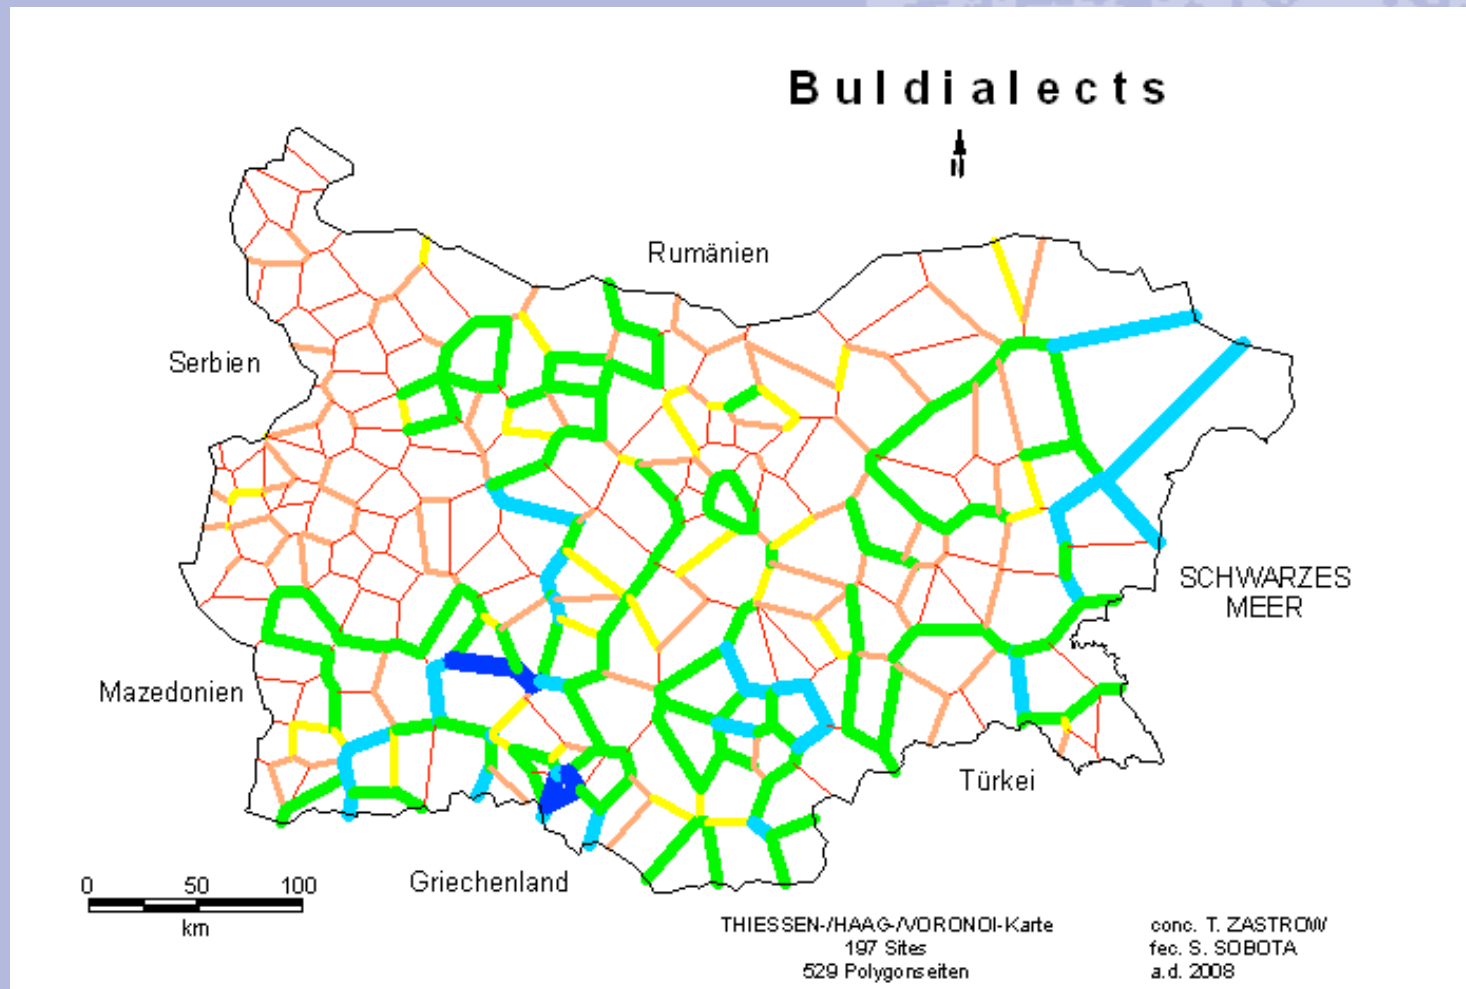 Buldialects
N
Rumänien
Serbien
SCHWARZES
MEER
Mazedonien
Türkei
Griechenland
0 50 100
km
THIESSEN-/HAAG-/VORONOI-Karte
197 Sites
529 Polygonseiten
conc. T. ZASTROW
fec. S. SOBOTA
a.d. 2008